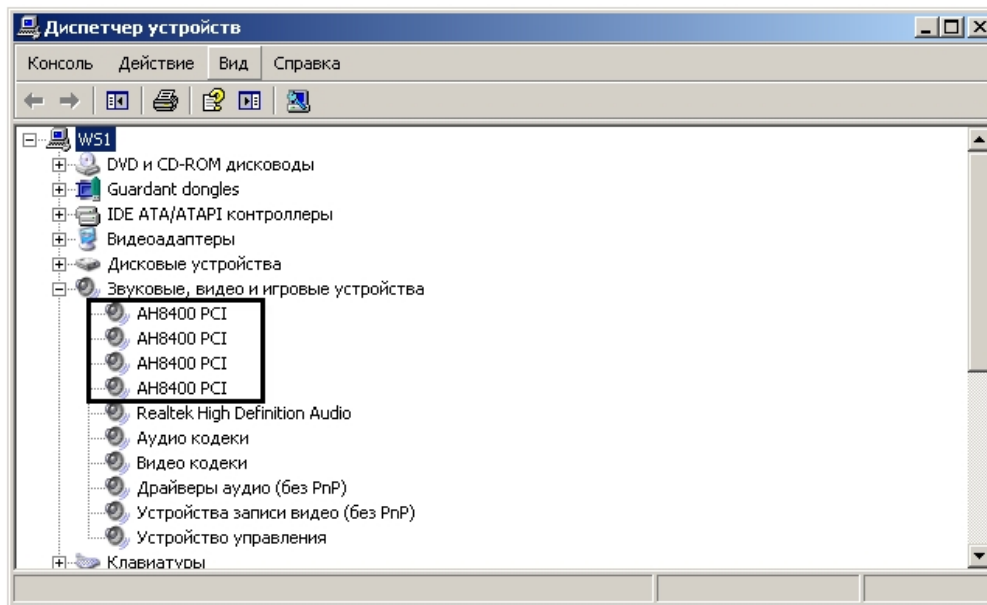 Диспетчер устройств
Консоль Действие Вид Справка
WS1
DVD и CD-ROM дисководы
Guardant dongles
IDE ATA/ATAPI контроллеры
Видеоадаптеры
Дисковые устройства
Звуковые, видео и игровые устройства
AH8400 PCI
AH8400 PCI
AH8400 PCI
AH8400 PCI
Realtek High Definition Audio
Аудио кодеки
Видео кодеки
Драйверы аудио (без PnP)
Устройства записи видео (без PnP)
Устройство управления
Клавиатуры